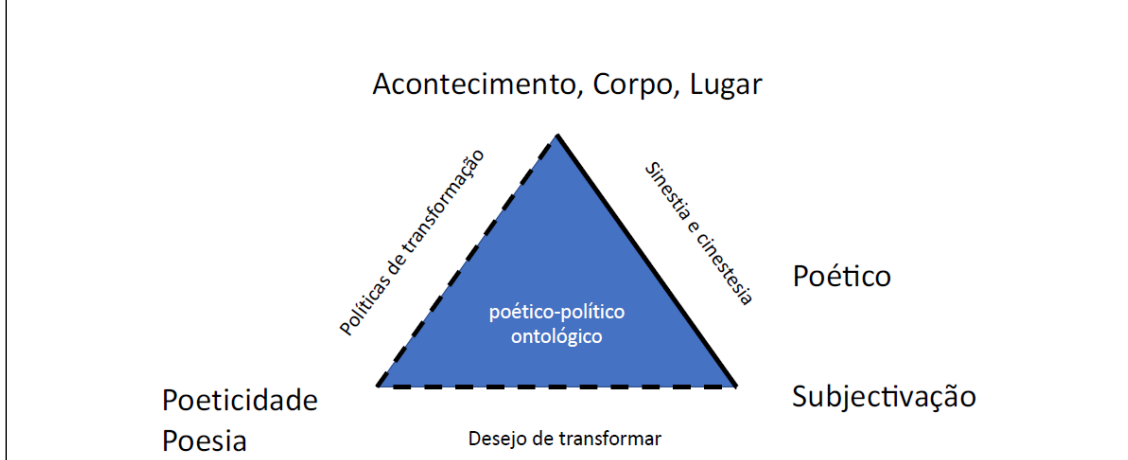 Acontecimento, Corpo, Lugar
Políticas de transformação
Sinestia e cinestesia
Poético
poético-político
ontológico
Poeticidade
Poesia
Subjectivação
Desejo de transformar